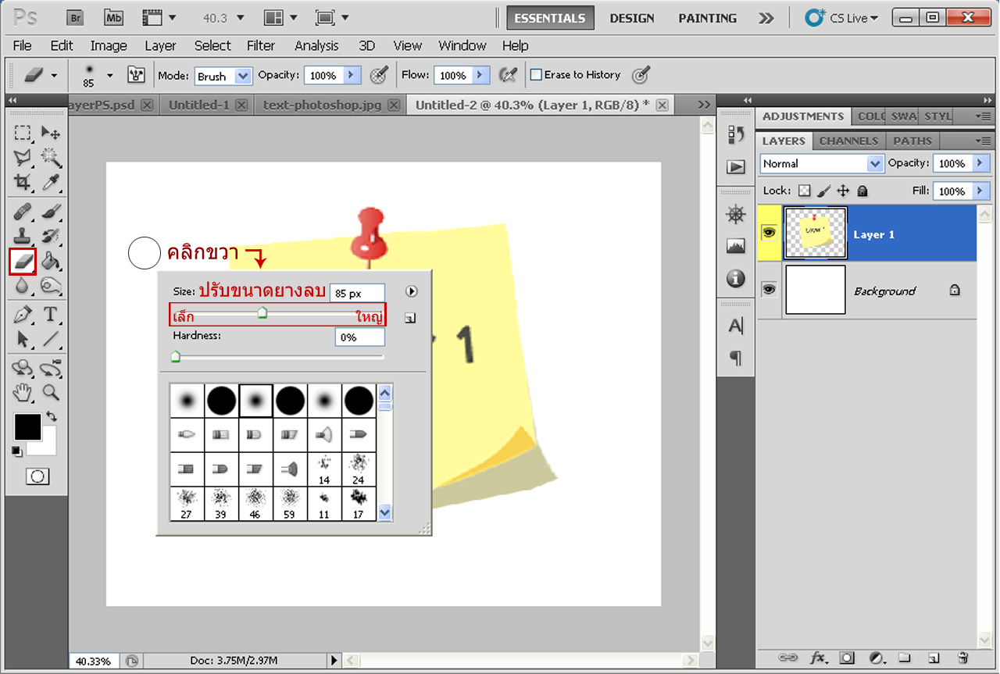 Ps Br Mb 40.3 ESSENTIALS DESIGN PAINTING CS Live
File Edit Image Layer Select Filter Analysis 3D View Window Help
85 Mode: Brush Opacity: 100% Flow: 100% Erase to History
ayerPS.psd Untitled-1 text-photoshop.jpg Untitled-2 @ 40.3% (Layer 1, RGB/8) *
ADJUSTMENTS COLO SWA STYL
LAYERS CHANNELS PATHS
Normal Opacity: 100%
Lock: Fill: 100%
Layer 1
Layer 1
Background
คลิกขวา
Size: ปรับขนาดยางลบ 85 px
เล็ก ใหญ่
Hardness: 0%
r 1
14 24
27 39 46 59 11 17
40.33% Doc: 3.75M/2.97M